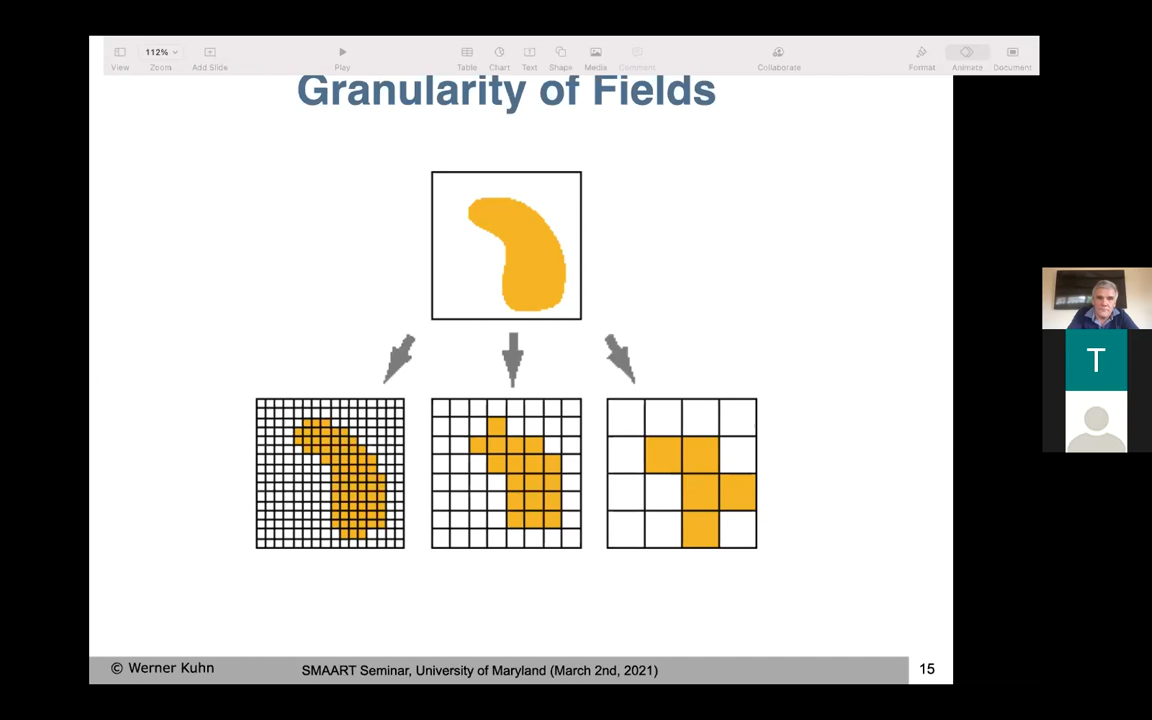 112%
View
Zoom
Add Slide
Play
Table
Chart
Text
Shape
Media
Comment
Collaborate
Format
Animate
Document
Granularity of Fields
T
© Werner Kuhn
SMAART Seminar, University of Maryland (March 2nd, 2021)
15